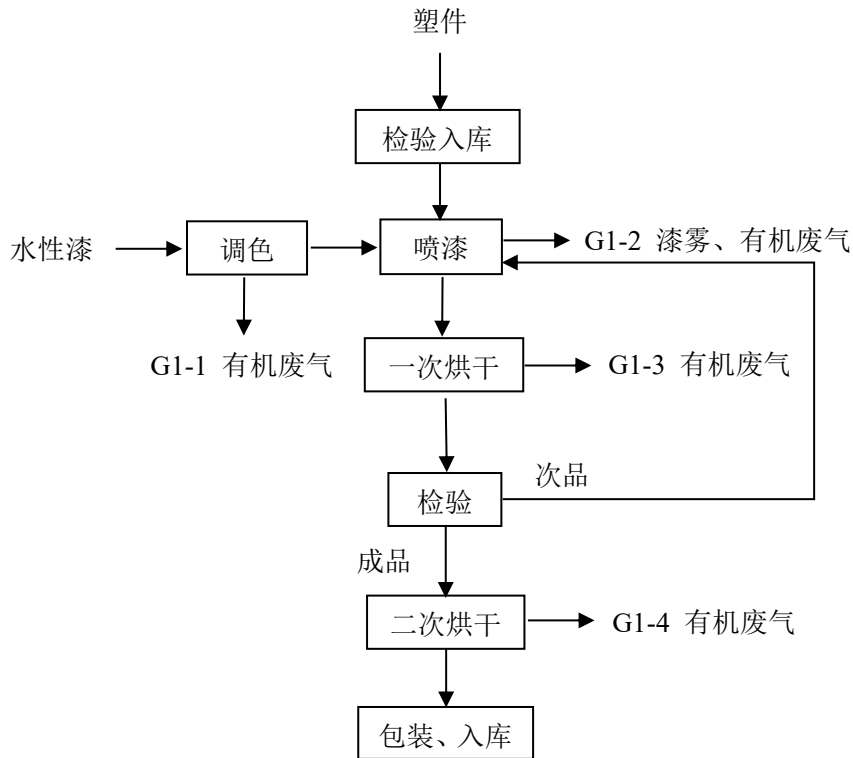 塑件
检验入库
水性漆
调色
喷漆
G1-2 漆雾、有机废气
G1-1 有机废气
一次烘干
G1-3 有机废气
次品
检验
成品
二次烘干
G1-4 有机废气
包装、入库